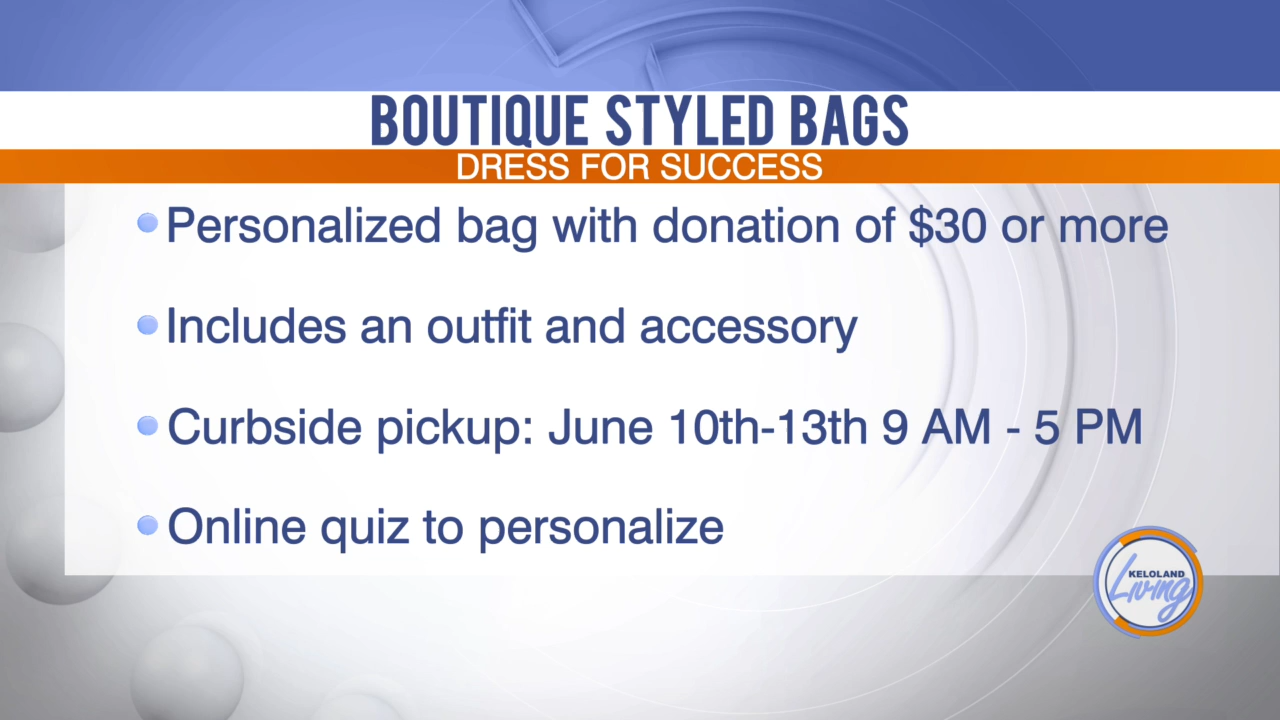 BOUTIQUE STYLED BAGS
DRESS FOR SUCCESS
Personalized bag with donation of $30 or more
Includes an outfit and accessory
Curbside pickup: June 10th-13th 9 AM - 5 PM
Online quiz to personalize
KELOLAND
Living